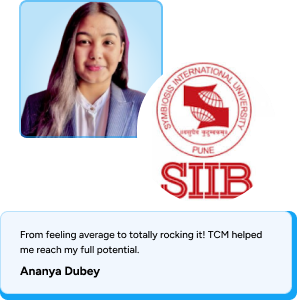 SYMBIOSIS INTERNATIONAL UNIVERSITY
PUNE
SIIB
From feeling average to totally rocking it! TCM helped
me reach my full potential.
Ananya Dubey